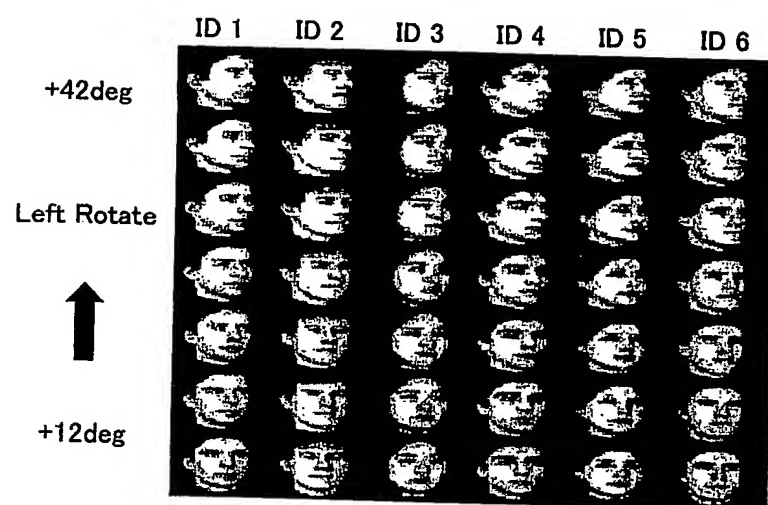 ID 1 ID 2 ID 3 ID 4 ID 5 ID 6
+42deg
Left Rotate
+12deg